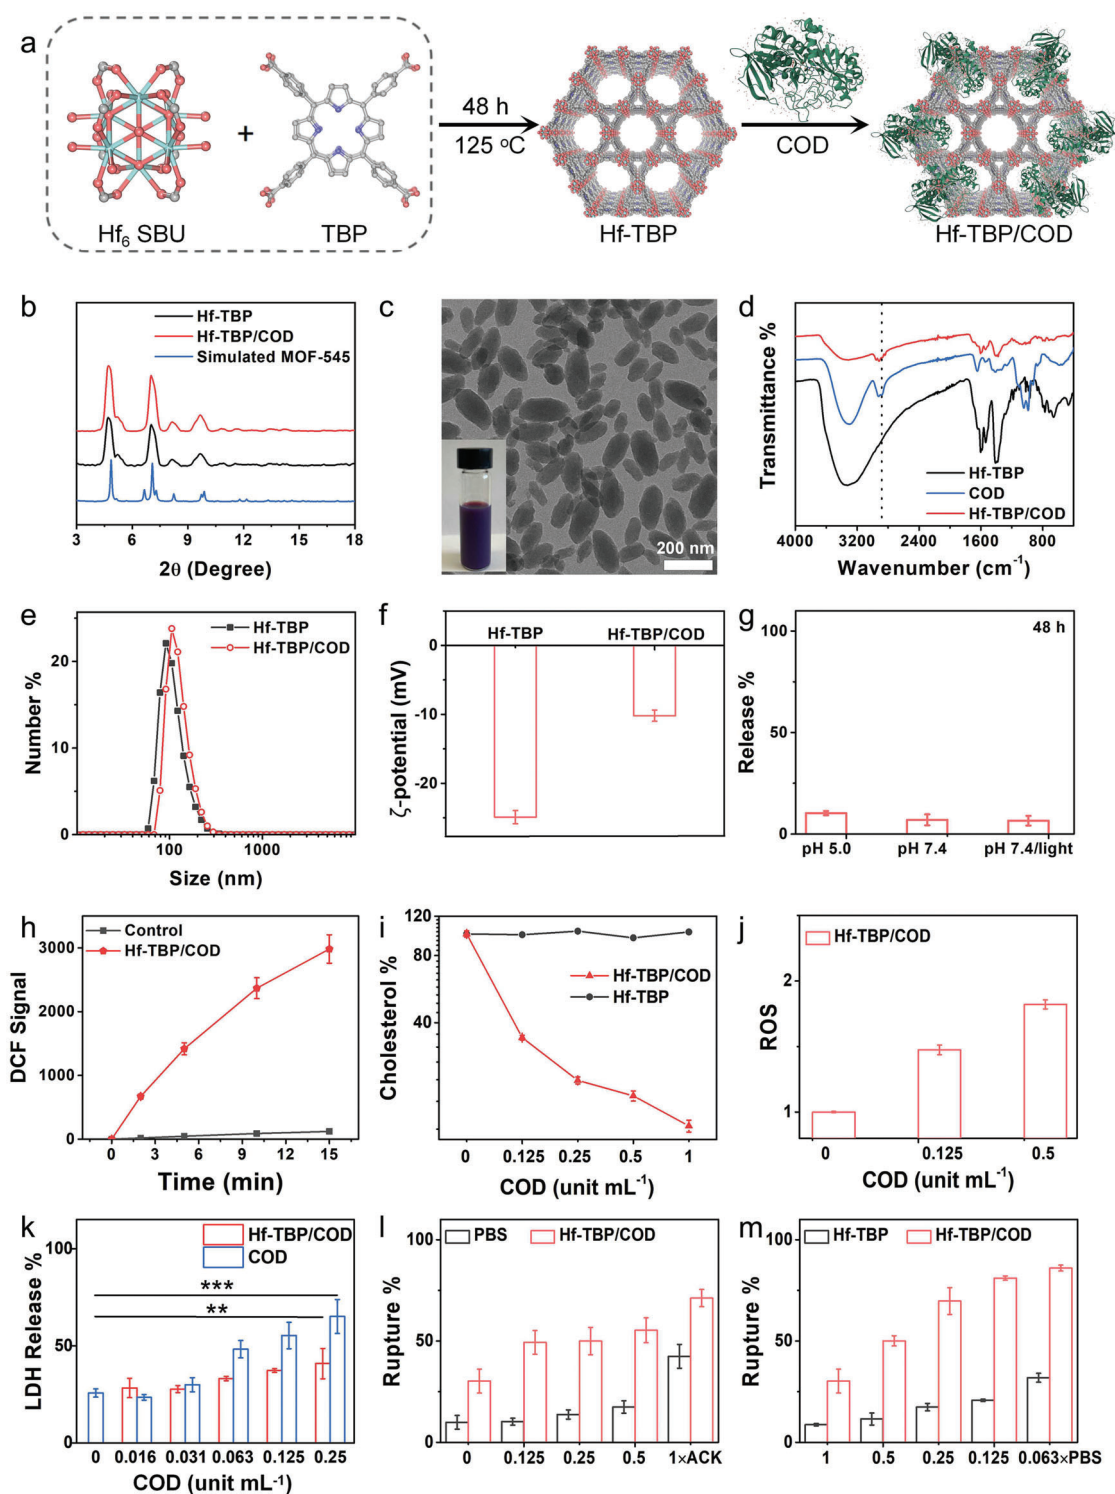 a
48 h
125 °C
COD
+
Hf₆ SBU
TBP
Hf-TBP
Hf-TBP/COD
b
Hf-TBP
Hf-TBP/COD
Simulated MOF-545
3 6 9 12 15 18
2θ (Degree)
c
200 nm
d
Transmittance %
Hf-TBP
COD
Hf-TBP/COD
4000 3200 2400 1600 800
Wavenumber (cm⁻¹)
e
Number %
Hf-TBP
Hf-TBP/COD
20
10
0
100 1000
Size (nm)
f
ζ-potential (mV)
Hf-TBP Hf-TBP/COD
0
-10
-20
g
Release %
48 h
100
50
0
pH 5.0 pH 7.4 pH 7.4/light
h
DCF Signal
Control
Hf-TBP/COD
3000
2000
1000
0
0 3 6 9 12 15
Time (min)
i
Cholesterol %
120
80
40
Hf-TBP/COD
Hf-TBP
0 0.125 0.25 0.5 1
COD (unit mL⁻¹)
j
ROS
Hf-TBP/COD
2
1
0 0.125 0.5
COD (unit mL⁻¹)
k
LDH Release %
Hf-TBP/COD
COD
100
50
0
***
**
0 0.016 0.031 0.063 0.125 0.25
COD (unit mL⁻¹)
l
Rupture %
PBS Hf-TBP/COD
100
50
0
0 0.125 0.25 0.5 1×ACK
m
Rupture %
Hf-TBP Hf-TBP/COD
100
50
0
1 0.5 0.25 0.125 0.063×PBS